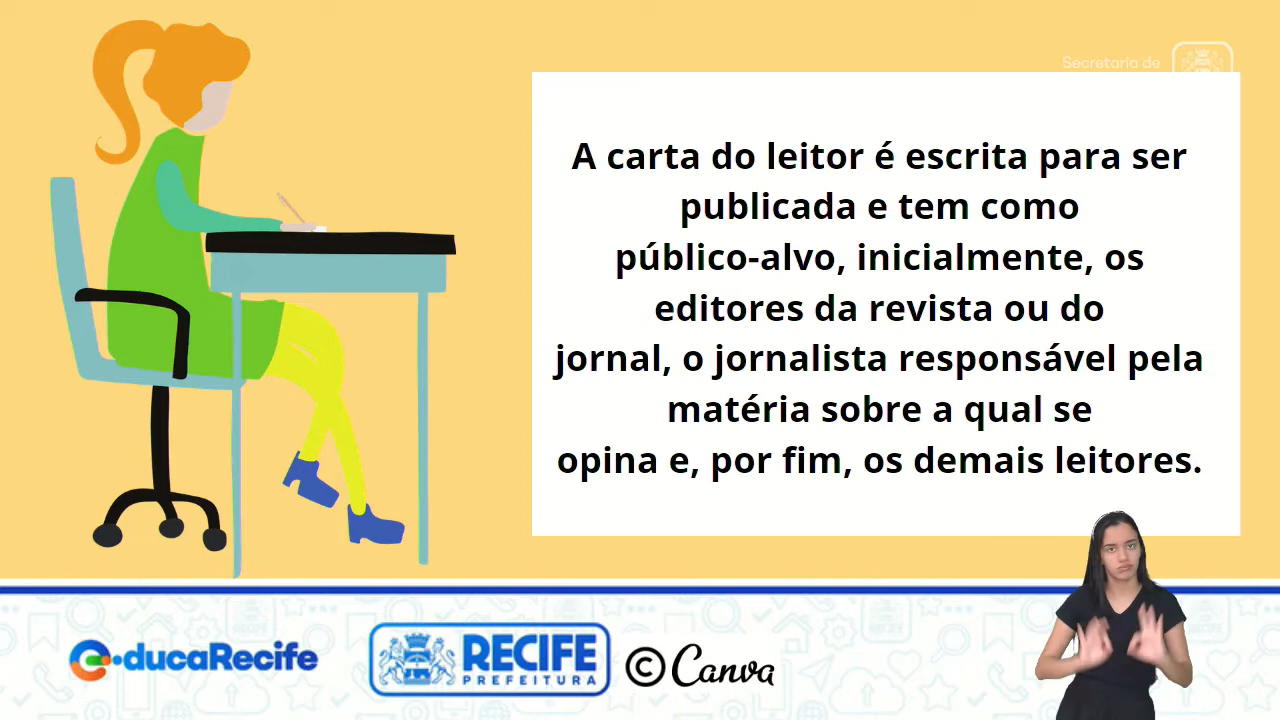 Secretaria de
A carta do leitor é escrita para ser
publicada e tem como
público-alvo, inicialmente, os
editores da revista ou do
jornal, o jornalista responsável pela
matéria sobre a qual se
opina e, por fim, os demais leitores.
educaRecife
RECIFE
PREFEITURA
© Canva